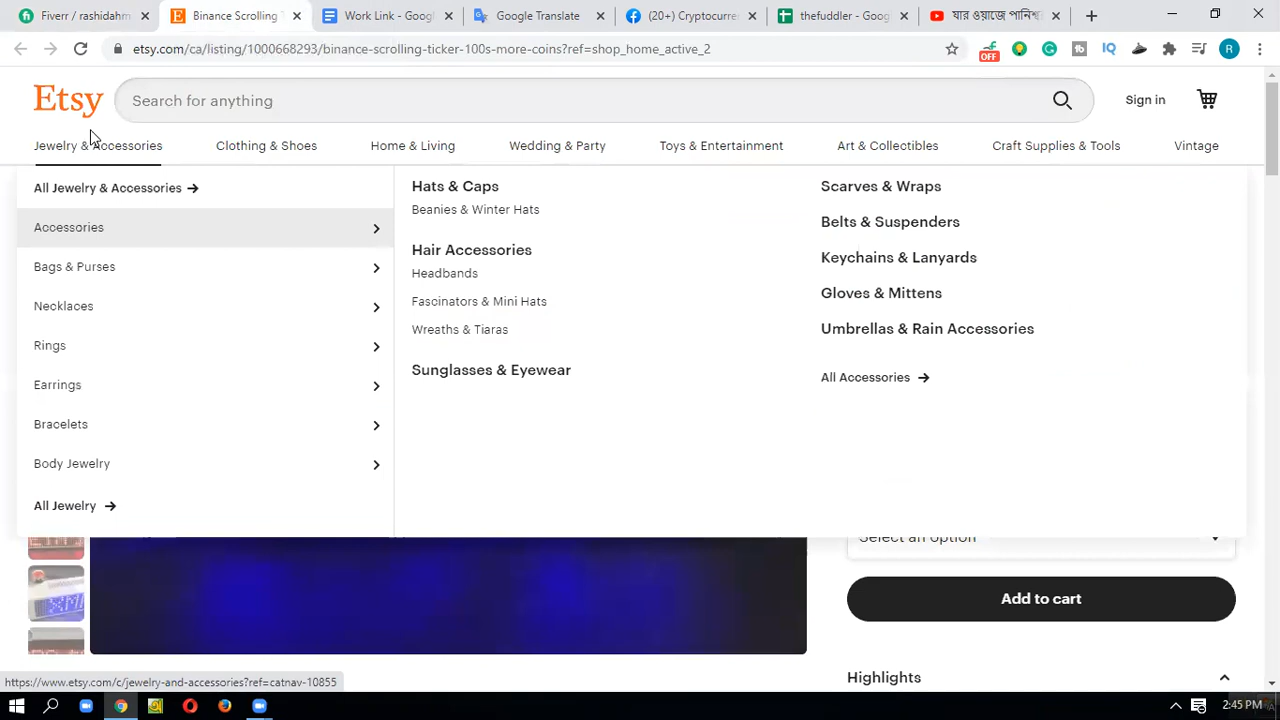 Fiverr / rashidahm
Binance Scrolling T
Work Link - Googl
Google Translate
(20+) Cryptocurre
thefuddler - Goo
যার ওয়াজে পানিশ্ব
etsy.com/ca/listing/1000668293/binance-scrolling-ticker-100s-more-coins?ref=shop_home_active_2
OFF
IQ
R
Etsy
Search for anything
Sign in
Jewelry & Accessories
Clothing & Shoes
Home & Living
Wedding & Party
Toys & Entertainment
Art & Collectibles
Craft Supplies & Tools
Vintage
All Jewelry & Accessories
Accessories
Bags & Purses
Necklaces
Rings
Earrings
Bracelets
Body Jewelry
All Jewelry
Hats & Caps
Beanies & Winter Hats
Hair Accessories
Headbands
Fascinators & Mini Hats
Wreaths & Tiaras
Sunglasses & Eyewear
Scarves & Wraps
Belts & Suspenders
Keychains & Lanyards
Gloves & Mittens
Umbrellas & Rain Accessories
All Accessories
Select an option
Add to cart
Highlights
https://www.etsy.com/c/jewelry-and-accessories?ref=catnav-10855
2:45 PM